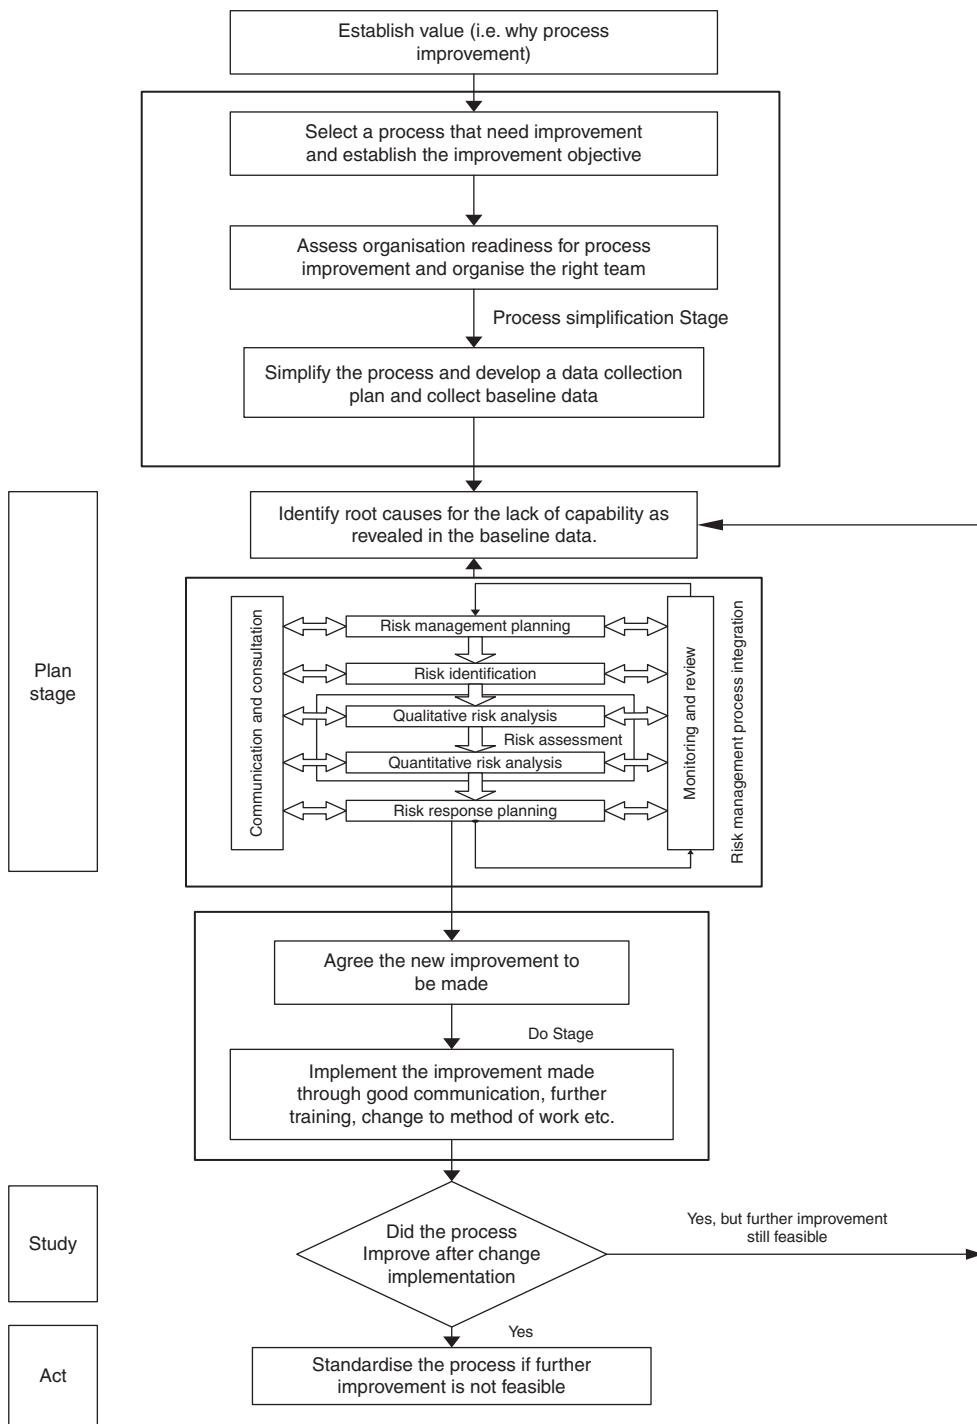 Establish value (i.e. why process
improvement)
Select a process that need improvement
and establish the improvement objective
Assess organisation readiness for process
improvement and organise the right team
Process simplification Stage
Simplify the process and develop a data collection
plan and collect baseline data
Identify root causes for the lack of capability as
revealed in the baseline data.
Plan
stage
Communication and consultation
Risk management planning
Risk identification
Qualitative risk analysis
Risk assessment
Quantitative risk analysis
Risk response planning
Monitoring and review
Risk management process integration
Agree the new improvement to
be made
Do Stage
Implement the improvement made
through good communication, further
training, change to method of work etc.
Study
Did the process
Improve after change
implementation
Yes, but further improvement
still feasible
Yes
Act
Standardise the process if further
improvement is not feasible